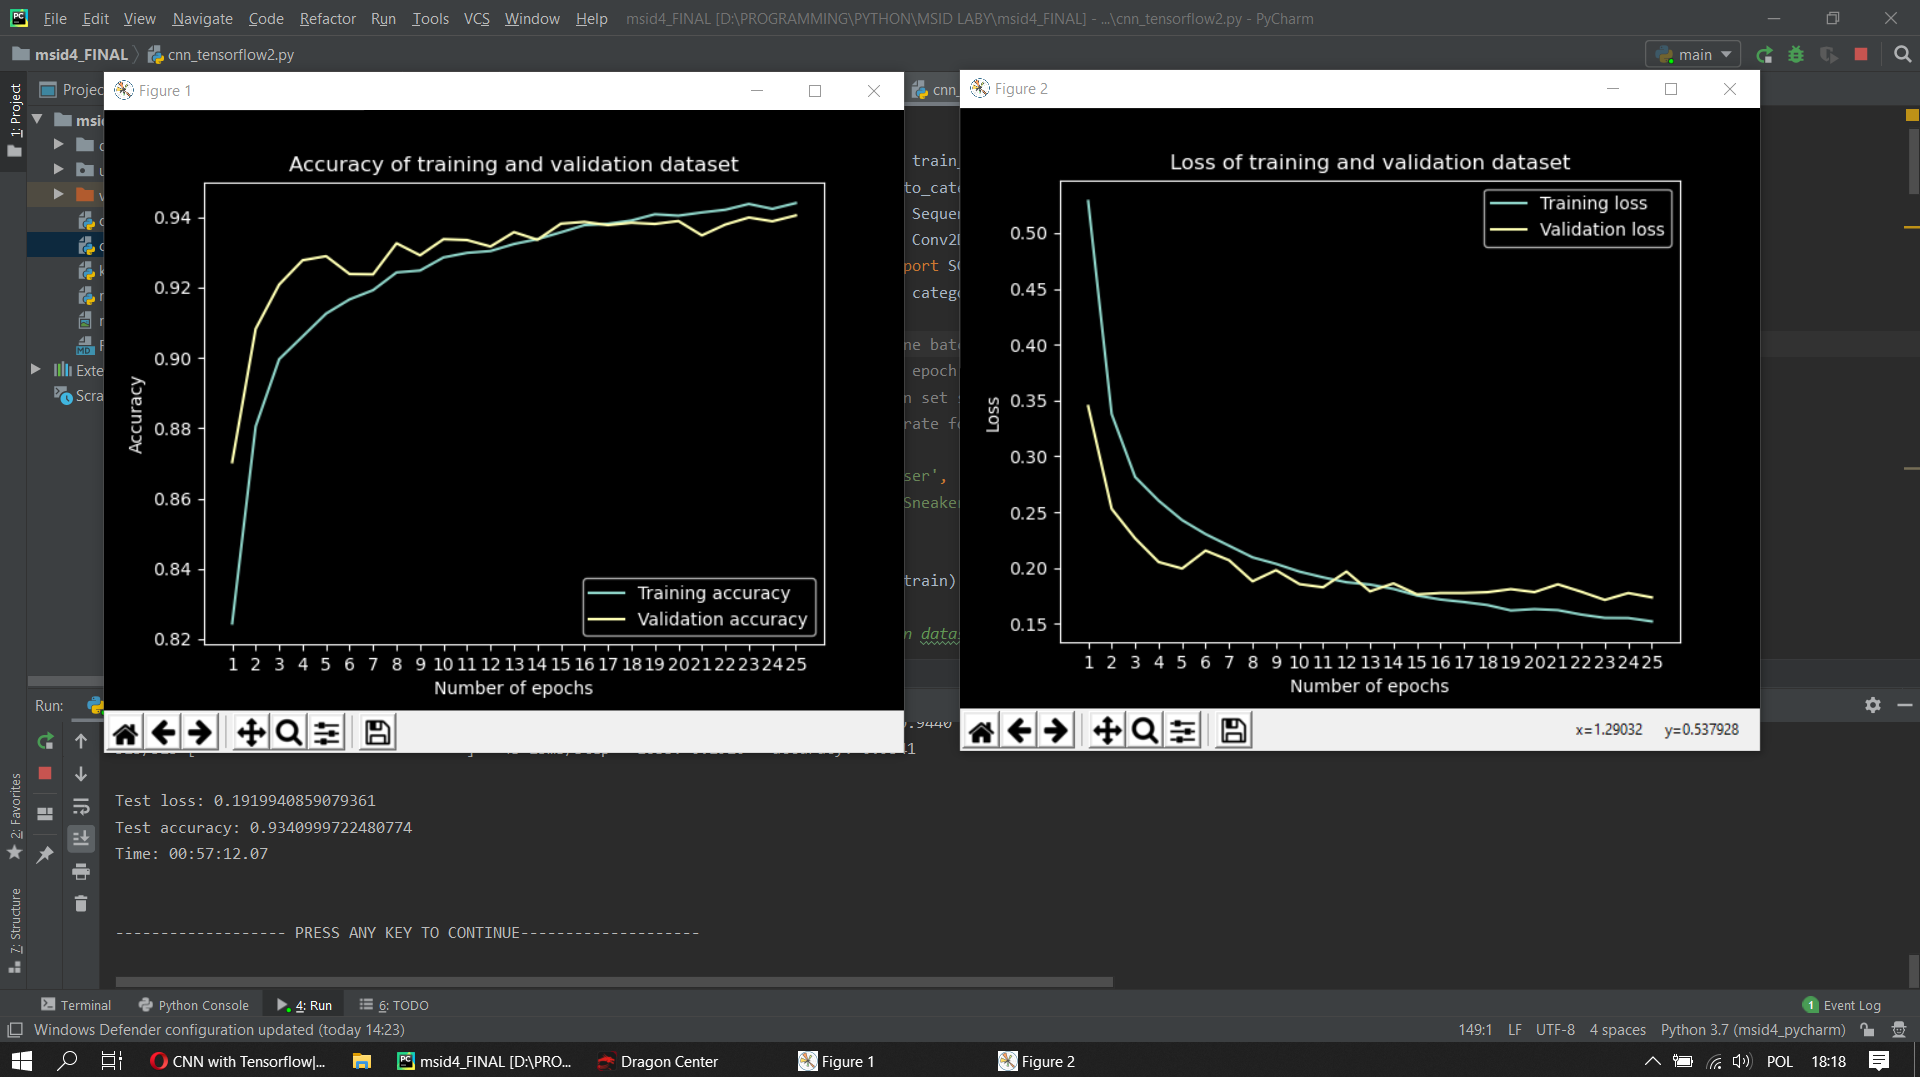 File Edit View Navigate Code Refactor Run Tools VCS Window Help msid4_FINAL [D:\PROGRAMMING\PYTHON\MSID LABY\msid4_FINAL] - ...\cnn_tensorflow2.py - PyCharm
msid4_FINAL cnn_tensorflow2.py main
1: Project
Projec
msi
Exte
Scra
Figure 1
Accuracy of training and validation dataset
0.94
0.92
0.90
0.88
0.86
0.84
0.82
Accuracy
Training accuracy
Validation accuracy
1 2 3 4 5 6 7 8 9 10 11 12 13 14 15 16 17 18 19 20 21 22 23 24 25
Number of epochs
cnn_
train_
to_cate
Sequen
Conv2D
port SG
catego
ne bat
epoch
n set s
rate fo
ser',
Sneaker
train)
n datas
Figure 2
Loss of training and validation dataset
Training loss
Validation loss
0.50
0.45
0.40
0.35
0.30
0.25
0.20
0.15
Loss
1 2 3 4 5 6 7 8 9 10 11 12 13 14 15 16 17 18 19 20 21 22 23 24 25
Number of epochs
x=1.29032 y=0.537928
Run:
.9440
Test loss: 0.1919940859079361
Test accuracy: 0.9340999722480774
Time: 00:57:12.07
------------------- PRESS ANY KEY TO CONTINUE--------------------
2: Favorites
7: Structure
Terminal Python Console 4: Run 6: TODO 1 Event Log
Windows Defender configuration updated (today 14:23) 149:1 LF UTF-8 4 spaces Python 3.7 (msid4_pycharm)
CNN with Tensorflow|... msid4_FINAL [D:\PRO... Dragon Center Figure 1 Figure 2 POL 18:18